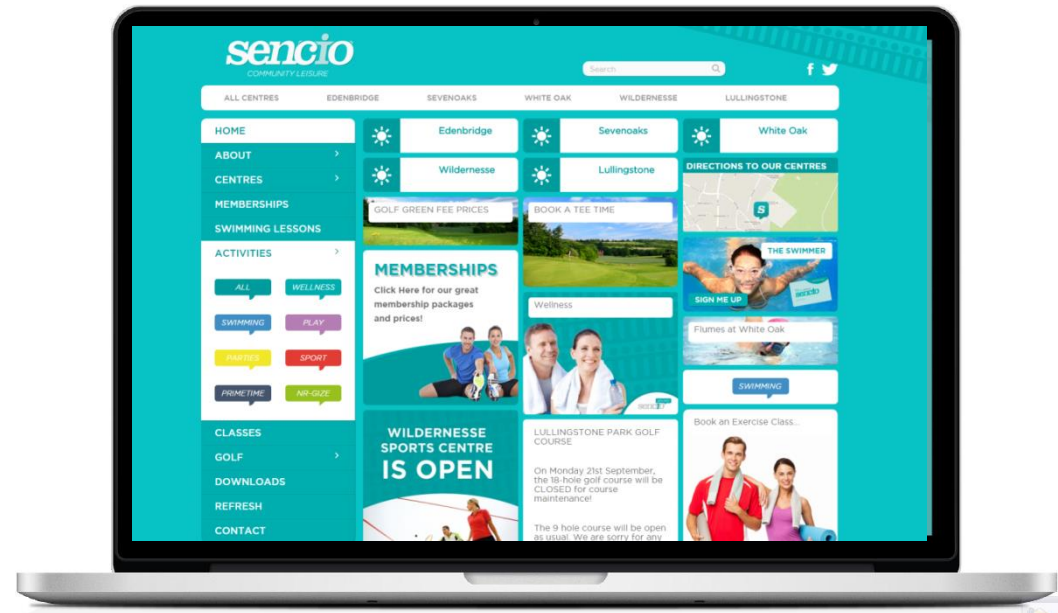 sencio
COMMUNITY LEISURE
Search
f
ALL CENTRES EDENBRIDGE SEVENOAKS WHITE OAK WILDERNESSE LULLINGSTONE
HOME
ABOUT
CENTRES
MEMBERSHIPS
SWIMMING LESSONS
ACTIVITIES
ALL WELLNESS
SWIMMING PLAY
PARTIES SPORT
PRIMETIME NR-GIZE
CLASSES
GOLF
DOWNLOADS
REFRESH
CONTACT
Edenbridge
Sevenoaks
White Oak
Wildernesse
Lullingstone
DIRECTIONS TO OUR CENTRES
S
GOLF GREEN FEE PRICES
BOOK A TEE TIME
THE SWIMMER
SIGN ME UP
sencio
MEMBERSHIPS
Click Here for our great
membership packages
and prices!
Wellness
sencio
Flumes at White Oak
SWIMMING
WILDERNESSE
SPORTS CENTRE
IS OPEN
LULLINGSTONE PARK GOLF
COURSE
On Monday 21st September,
the 18-hole golf course will be
CLOSED for course
maintenance!
The 9 hole course will be open
as usual. We are sorry for any
Book an Exercise Class...